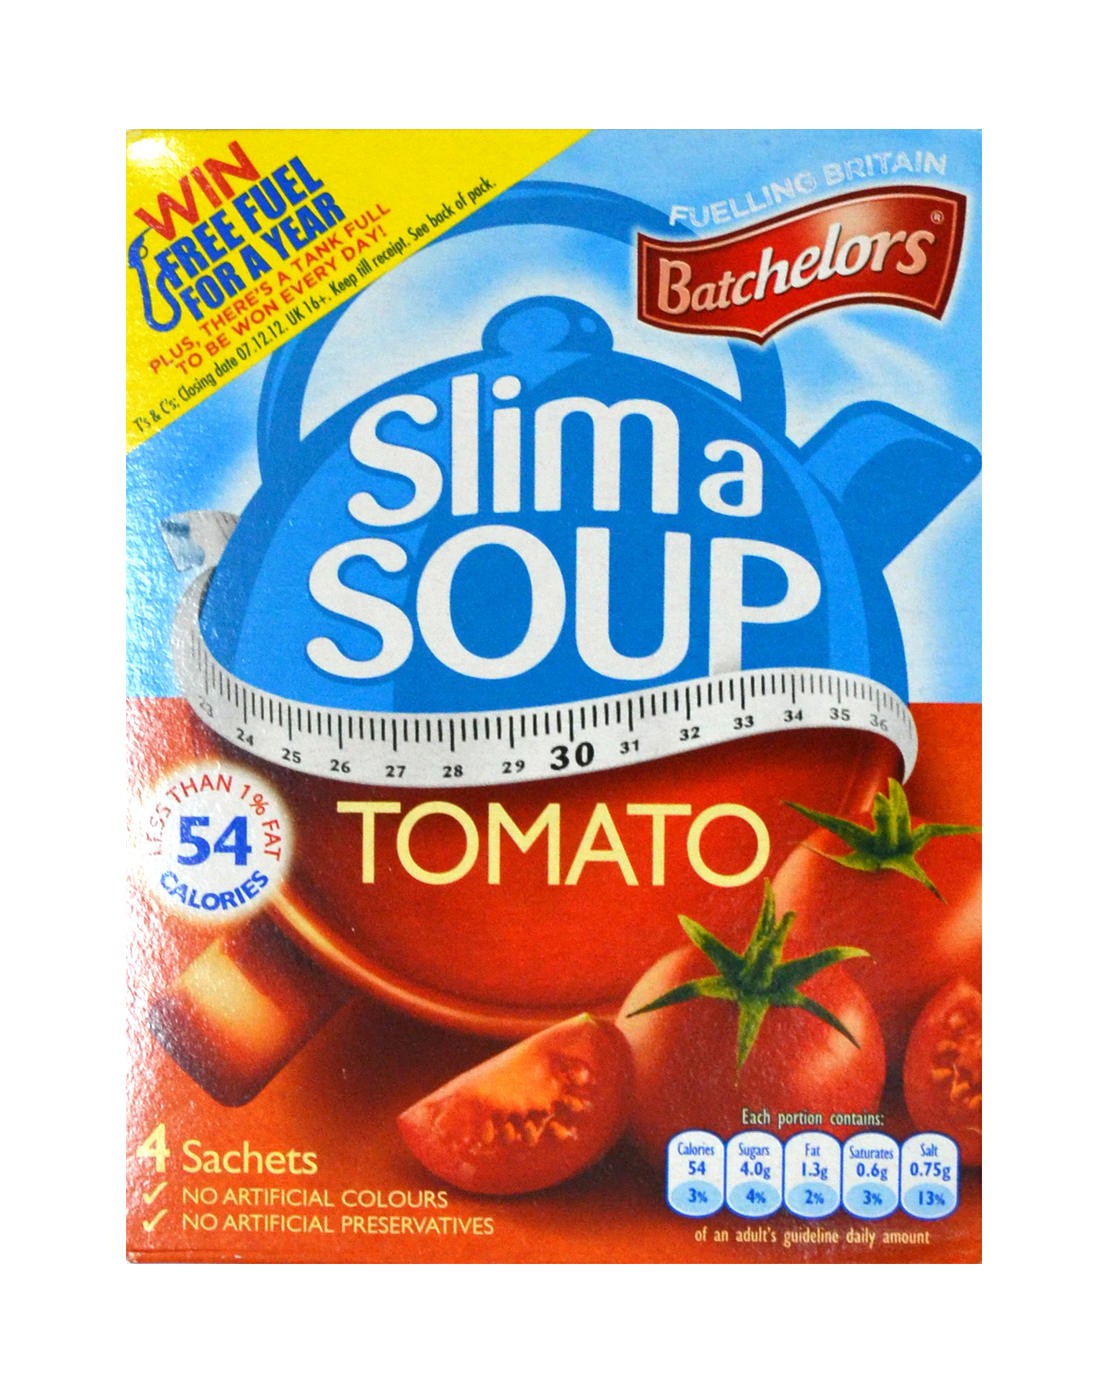 WIN
FREE FUEL
FOR A YEAR
PLUS, THERE'S A TANK FULL
TO BE WON EVERY DAY!
T's & C's: Closing date 07.12.12. UK 16+. Keep till receipt. See back of pack.
FUELLING BRITAIN
Batchelors®
Slim a
SOUP
23 24 25 26 27 28 29 30 31 32 33 34 35 36
TOMATO
LESS THAN 1% FAT
54
CALORIES
4 Sachets
✓ NO ARTIFICIAL COLOURS
✓ NO ARTIFICIAL PRESERVATIVES
Each portion contains:
Calories Sugars Fat Saturates Salt
54 4.0g 1.3g 0.6g 0.75g
3% 4% 2% 3% 13%
of an adult's guideline daily amount